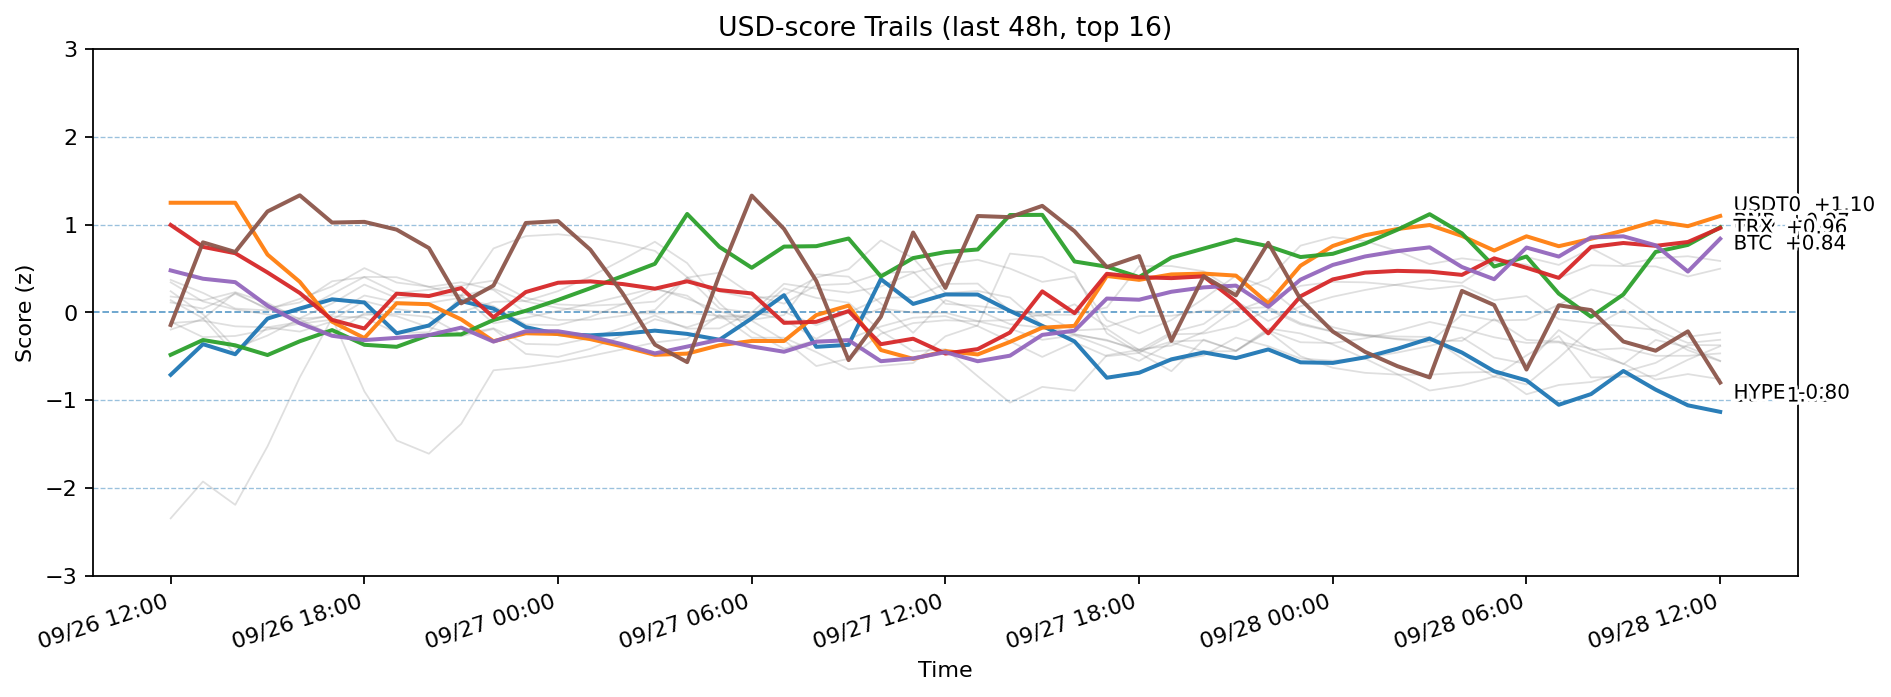 USD-score Trails (last 48h, top 16)
Score (z)
3
2
1
0
−1
−2
−3
USDT0 +1.10
TRX +0.96
BTC +0.84
HYPE -0.80
09/26 12:00
09/26 18:00
09/27 00:00
09/27 06:00
09/27 12:00
09/27 18:00
09/28 00:00
09/28 06:00
09/28 12:00
Time